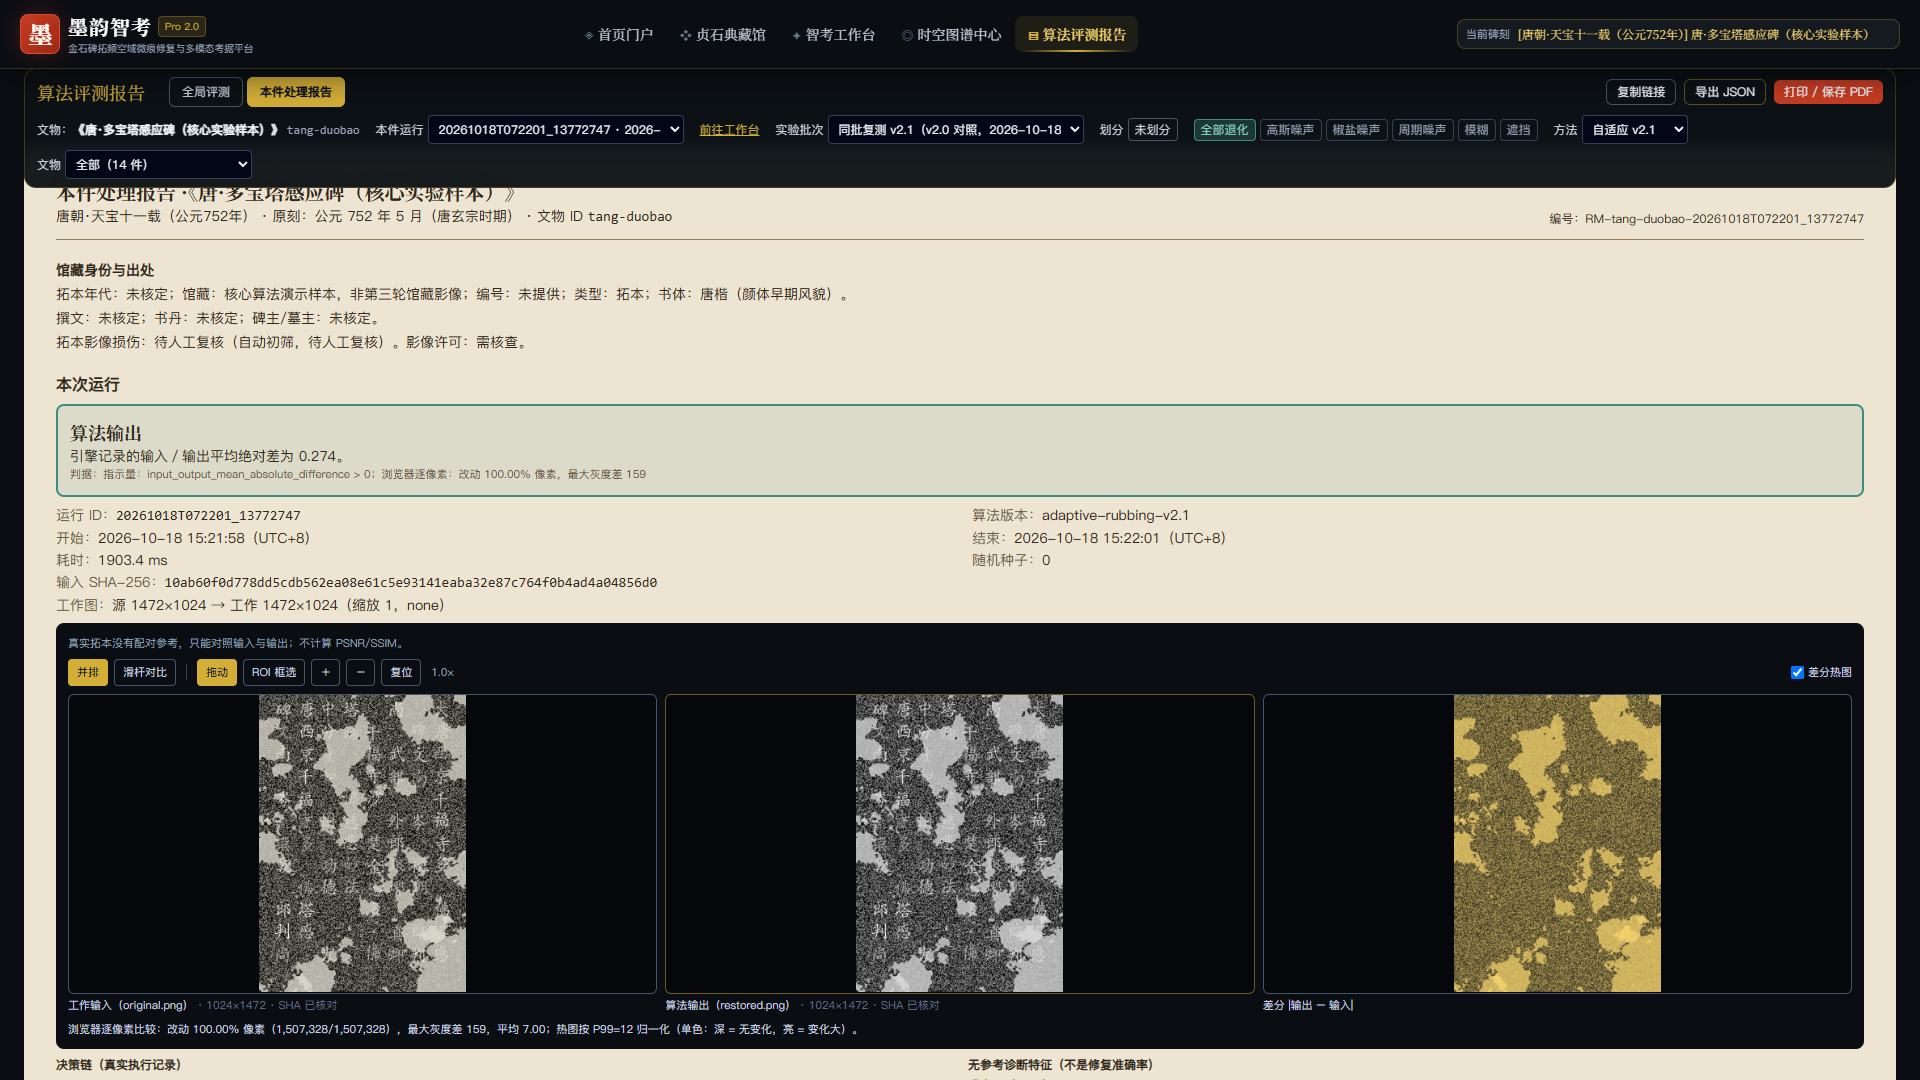 墨 墨韵智考 Pro 2.0
金石碑拓频空域微痕修复与多模态考据平台
首页门户 贞石典藏馆 智考工作台 时空图谱中心 算法评测报告
当前碑刻 [唐朝·天宝十一载（公元752年）] 唐·多宝塔感应碑（核心实验样本）
算法评测报告 全局评测 本件处理报告 复制链接 导出 JSON 打印 / 保存 PDF
文物： 《唐·多宝塔感应碑（核心实验样本）》 tang-duobao 本件运行 20261018T072201_13772747 · 2026- 前往工作台 实验批次 同批复测 v2.1（v2.0 对照，2026-10-18 划分 未划分 全部退化 高斯噪声 椒盐噪声 周期噪声 模糊 遮挡 方法 自适应 v2.1
文物 全部（14 件）
本件处理报告 ·《唐·多宝塔感应碑（核心实验样本）》
唐朝·天宝十一载（公元752年） · 原刻：公元 752 年 5 月（唐玄宗时期） · 文物 ID tang-duobao
编号：RM-tang-duobao-20261018T072201_13772747
馆藏身份与出处
拓本年代：未核定；馆藏：核心算法演示样本，非第三轮馆藏影像；编号：未提供；类型：拓本；书体：唐楷（颜体早期风貌）。
撰文：未核定；书丹：未核定；碑主/墓主：未核定。
拓本影像损伤：待人工复核（自动初筛，待人工复核）。影像许可：需核查。
本次运行
算法输出
引擎记录的输入 / 输出平均绝对差为 0.274。
判据：指示量：input_output_mean_absolute_difference > 0；浏览器逐像素：改动 100.00% 像素，最大灰度差 159
运行 ID：20261018T072201_13772747 算法版本：adaptive-rubbing-v2.1
开始：2026-10-18 15:21:58（UTC+8） 结束：2026-10-18 15:22:01（UTC+8）
耗时：1903.4 ms 随机种子：0
输入 SHA-256：10ab60f0d778dd5cdb562ea08e61c5e93141eaba32e87c764f0b4ad4a04856d0
工作图：源 1472×1024 → 工作 1472×1024（缩放 1，none）
真实拓本没有配对参考，只能对照输入与输出；不计算 PSNR/SSIM。
并排 滑杆对比 拖动 ROI 框选 + − 复位 1.0× 差分热图
工作输入（original.png） · 1024×1472 · SHA 已核对
算法输出（restored.png） · 1024×1472 · SHA 已核对
差分 |输出 − 输入|
浏览器逐像素比较：改动 100.00% 像素（1,507,328/1,507,328），最大灰度差 159，平均 7.00；热图按 P99=12 归一化（单色：深 = 无变化，亮 = 变化大）。
决策链（真实执行记录） 无参考诊断特征（不是修复准确率）